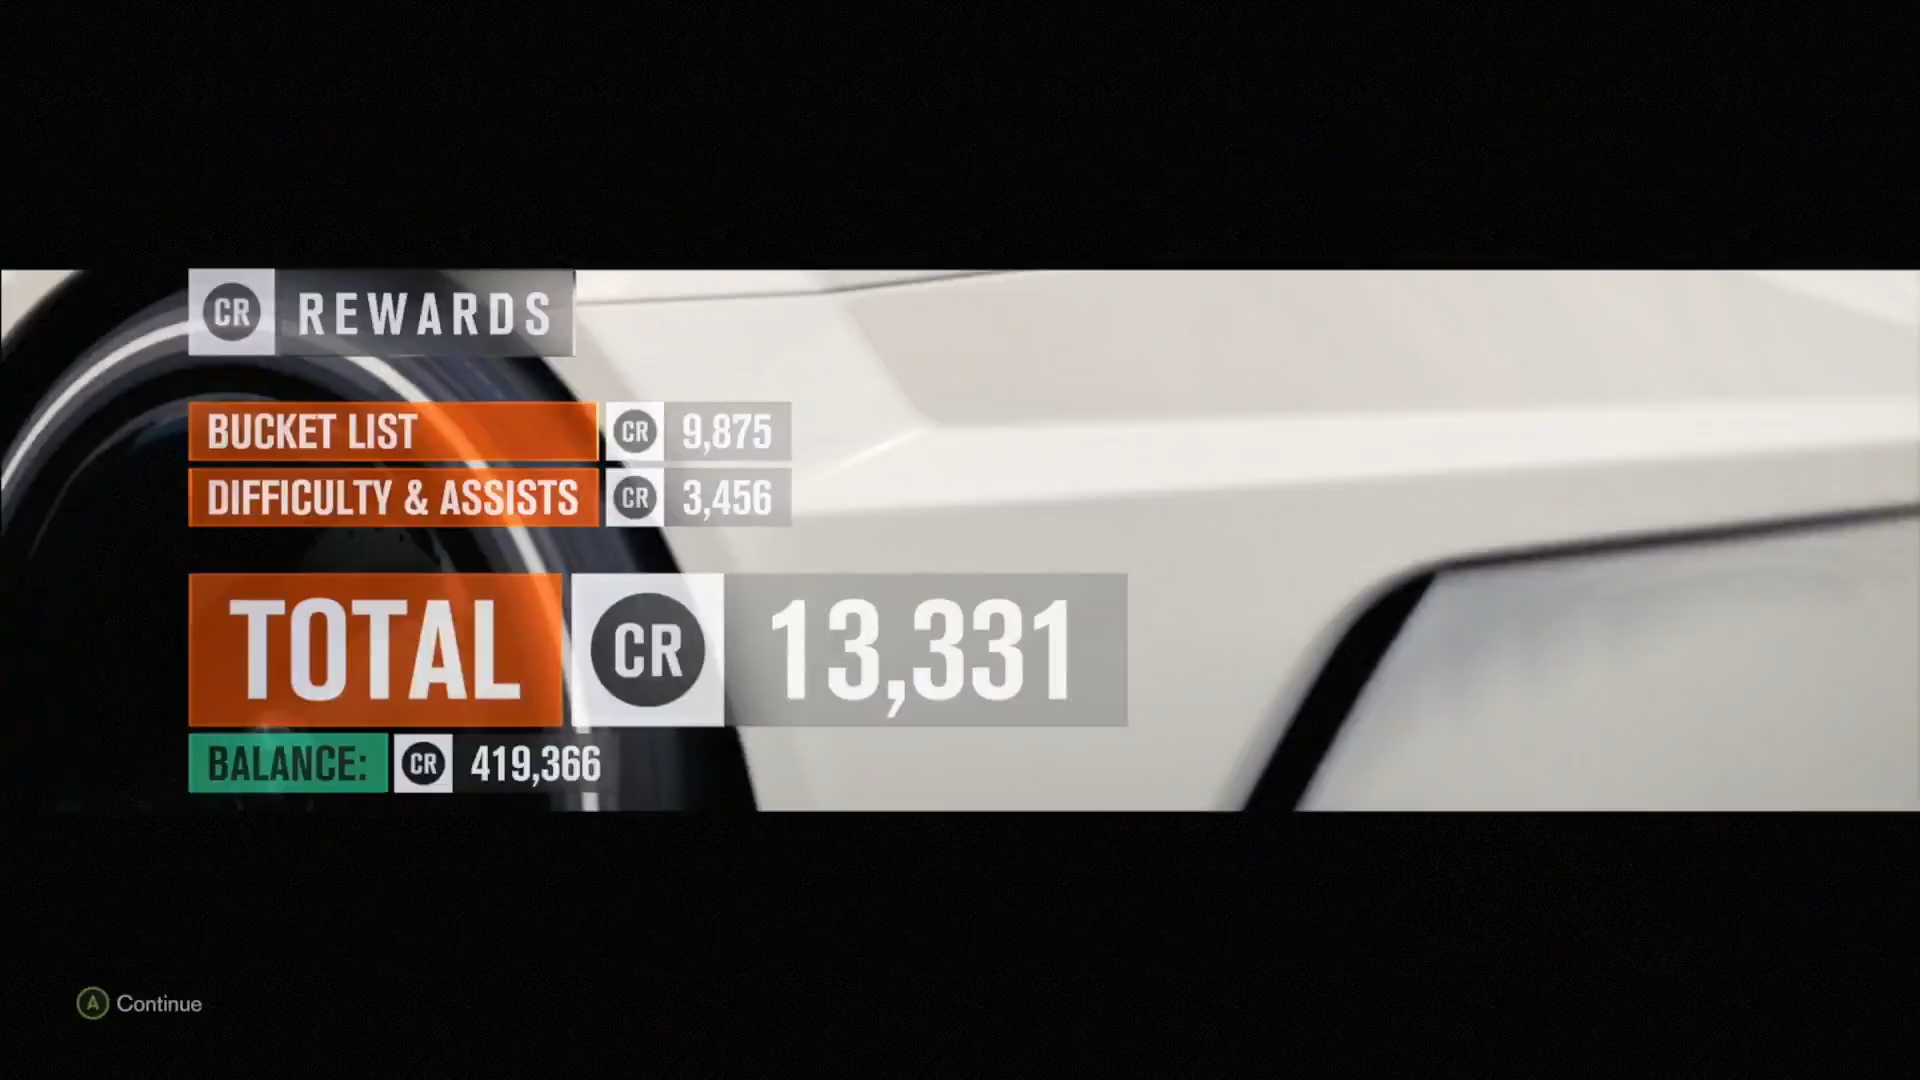 CR REWARDS
BUCKET LIST CR 9,875
DIFFICULTY & ASSISTS CR 3,456
TOTAL CR 13,331
BALANCE: CR 419,366
A Continue